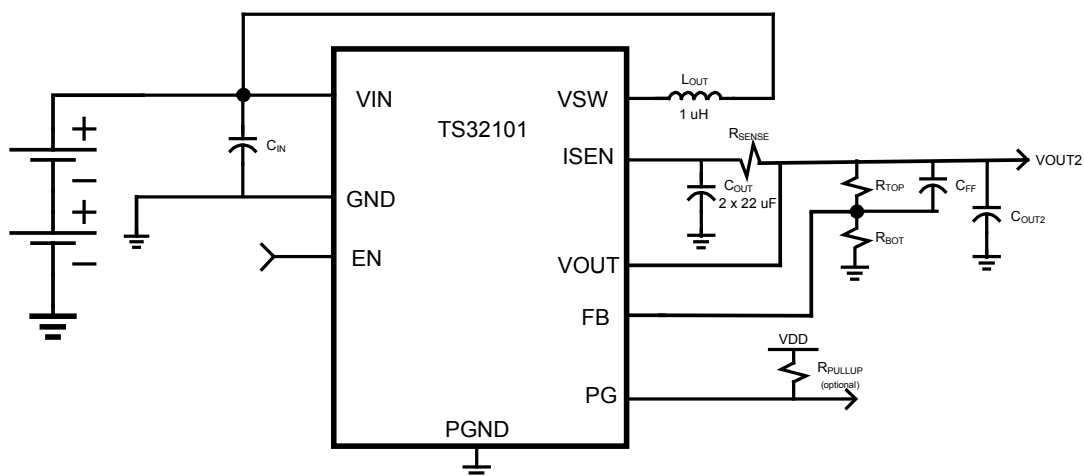 VIN
VSW
LOUT
1 uH
TS32101
CIN
ISEN
RSENSE
VOUT2
COUT
2 x 22 uF
RTOP
CFF
GND
COUT2
RBOT
EN
VOUT
FB
VDD
RPULLUP
(optional)
PG
PGND
+
−
+
−